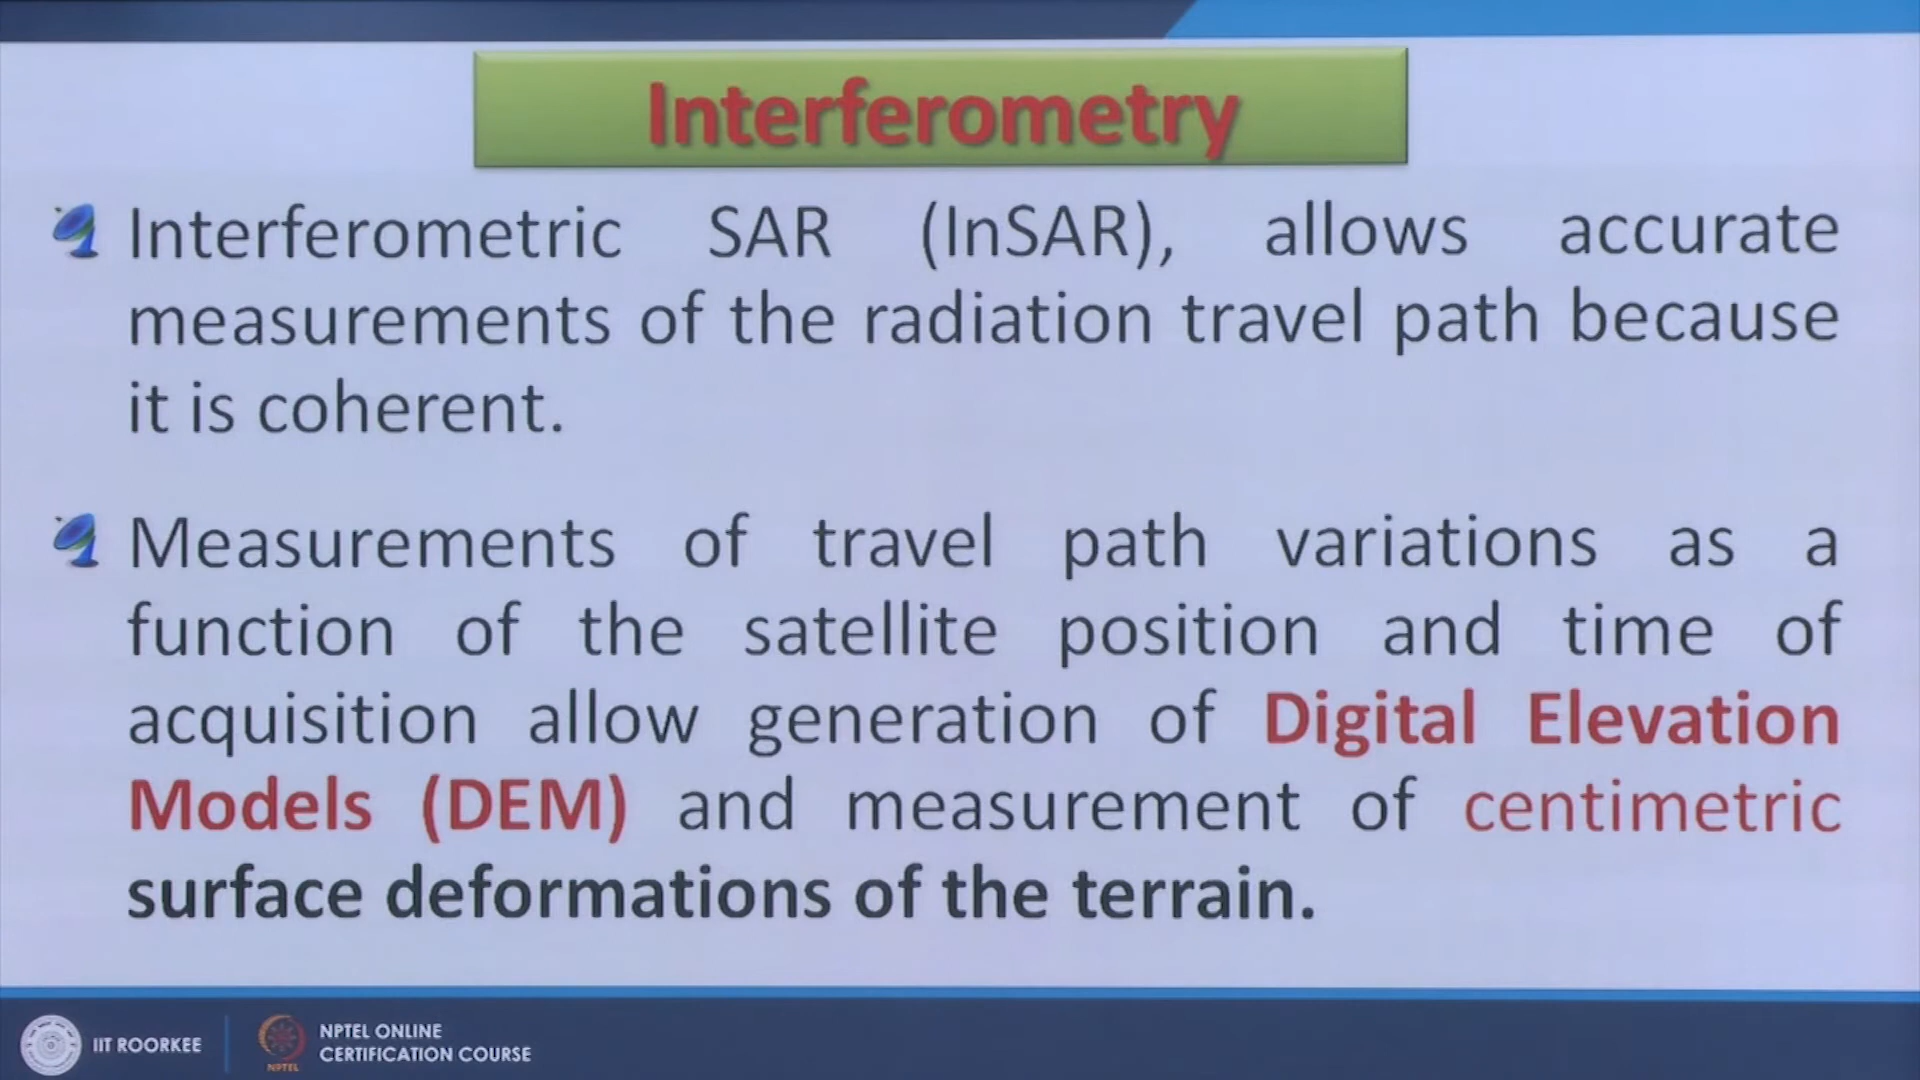 Interferometry
Interferometric SAR (InSAR), allows accurate
measurements of the radiation travel path because
it is coherent.
Measurements of travel path variations as a
function of the satellite position and time of
acquisition allow generation of Digital Elevation
Models (DEM) and measurement of centimetric
surface deformations of the terrain.
IIT ROORKEE
NPTEL
NPTEL ONLINE
CERTIFICATION COURSE